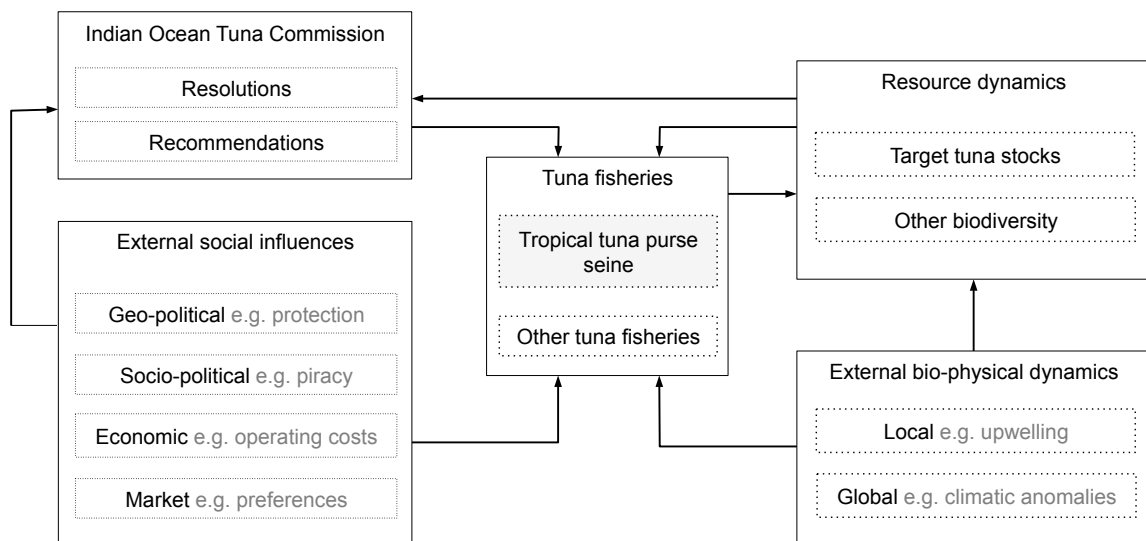 Indian Ocean Tuna Commission
Resolutions
Recommendations
External social influences
Geo-political e.g. protection
Socio-political e.g. piracy
Economic e.g. operating costs
Market e.g. preferences
Tuna fisheries
Tropical tuna purse
seine
Other tuna fisheries
Resource dynamics
Target tuna stocks
Other biodiversity
External bio-physical dynamics
Local e.g. upwelling
Global e.g. climatic anomalies